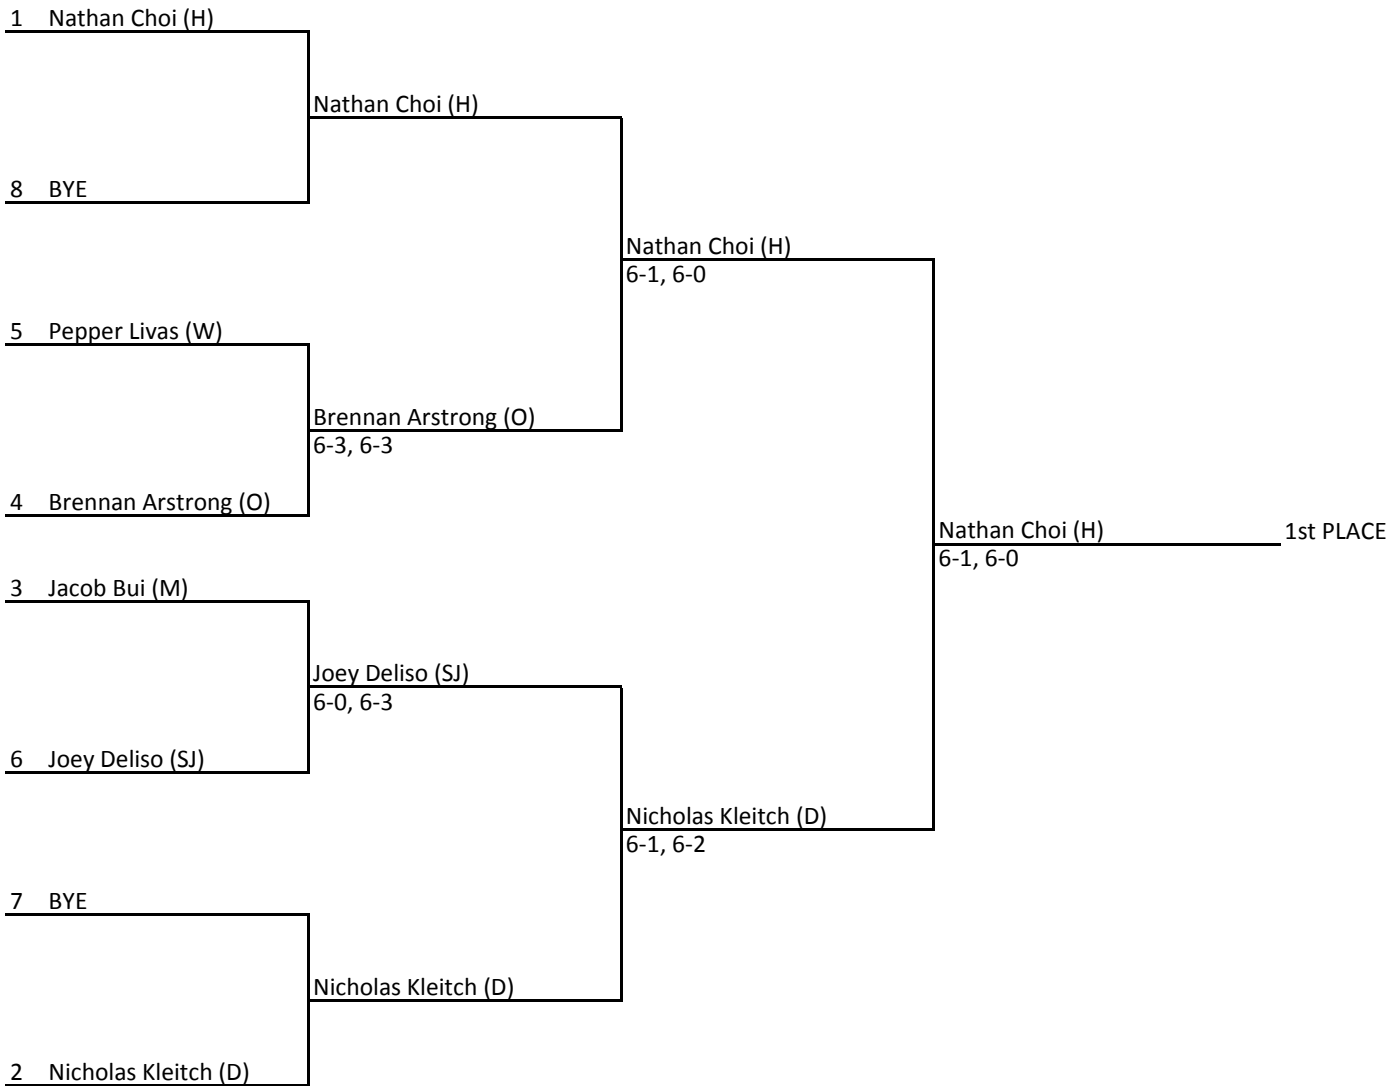 1 Nathan Choi (H)
Nathan Choi (H)
8 BYE
Nathan Choi (H)
6-1, 6-0
5 Pepper Livas (W)
Brennan Arstrong (O)
6-3, 6-3
4 Brennan Arstrong (O)
Nathan Choi (H)
6-1, 6-0
1st PLACE
3 Jacob Bui (M)
Joey Deliso (SJ)
6-0, 6-3
6 Joey Deliso (SJ)
Nicholas Kleitch (D)
6-1, 6-2
7 BYE
Nicholas Kleitch (D)
2 Nicholas Kleitch (D)